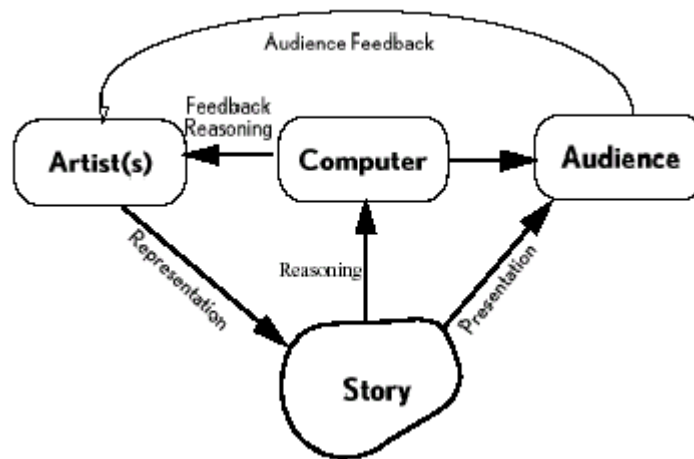 Audience Feedback
Feedback
Reasoning
Artist(s)
Computer
Audience
Representation
Reasoning
Presentation
Story